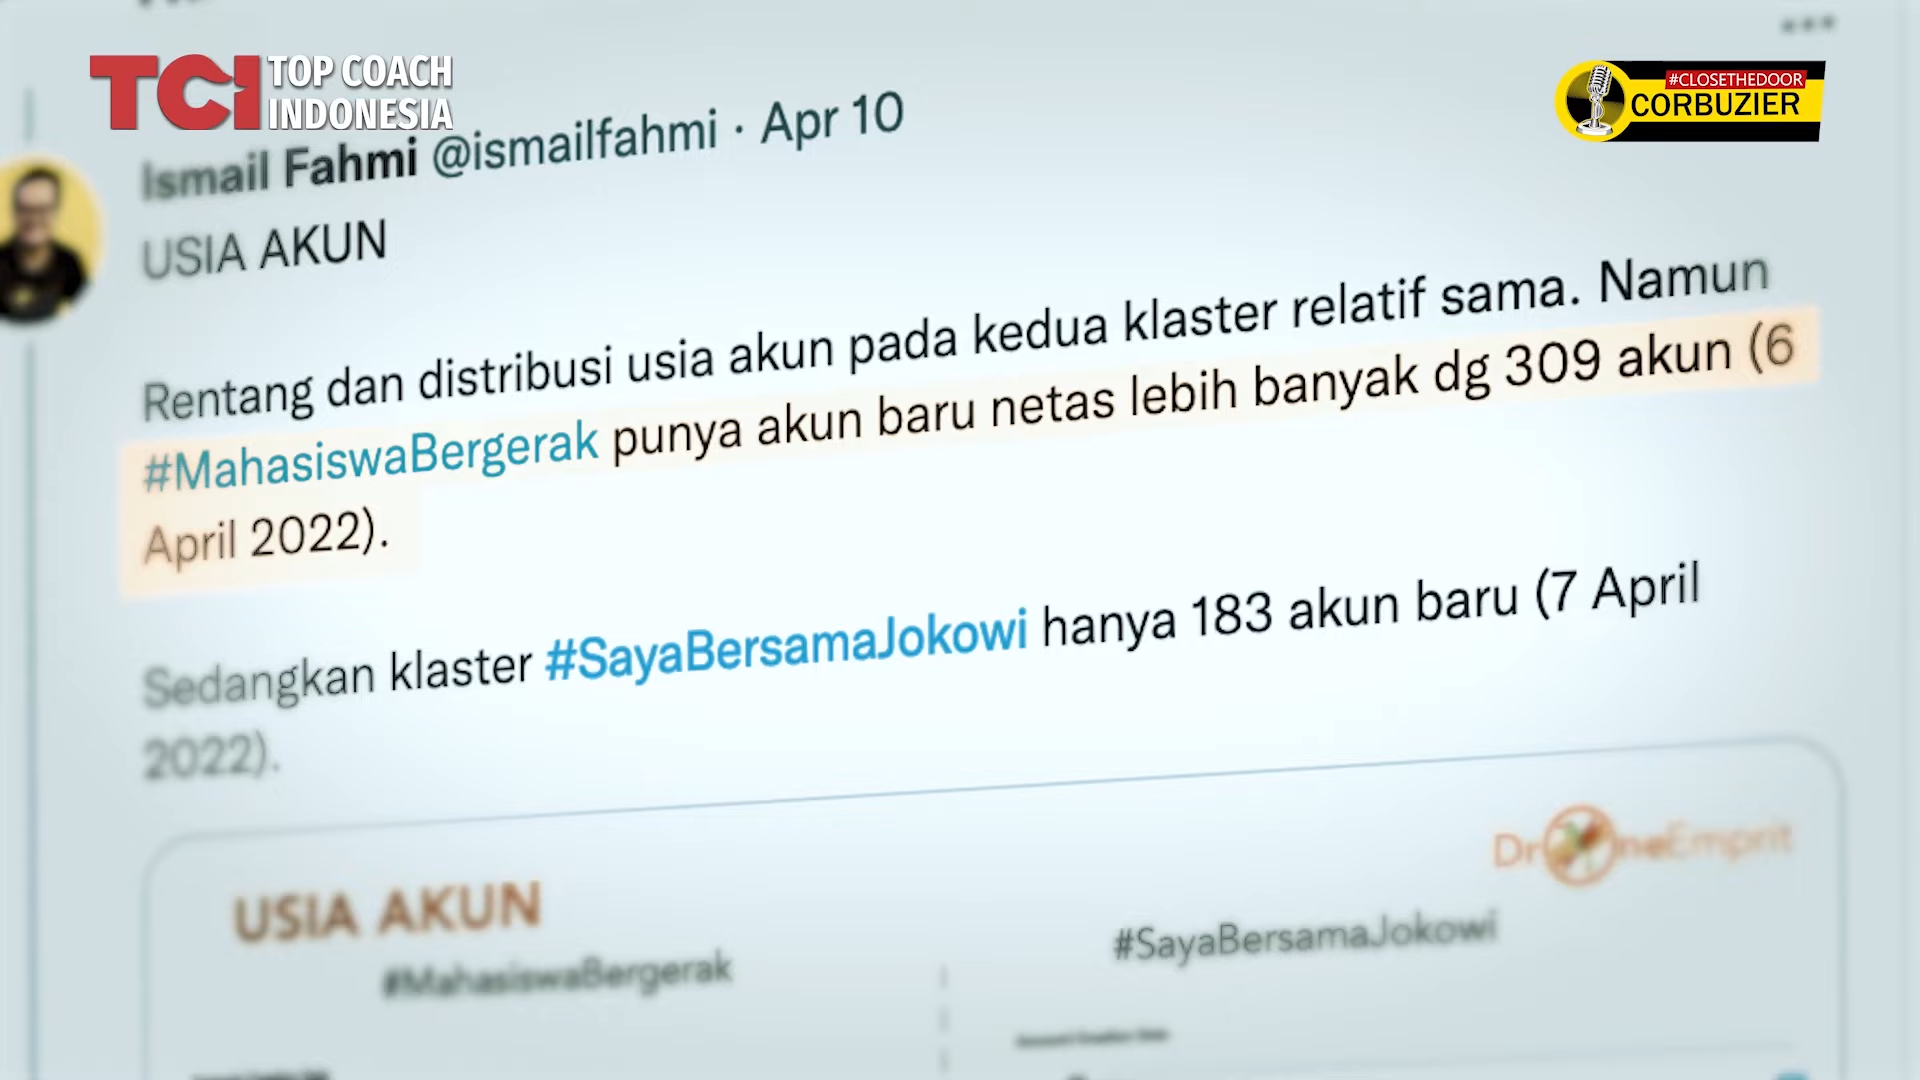 TCI TOP COACH
INDONESIA
#CLOSETHEDOOR
CORBUZIER
Ismail Fahmi @ismailfahmi · Apr 10
USIA AKUN
Rentang dan distribusi usia akun pada kedua klaster relatif sama. Namun
#MahasiswaBergerak punya akun baru netas lebih banyak dg 309 akun (6
April 2022).
Sedangkan klaster #SayaBersamaJokowi hanya 183 akun baru (7 April
2022).
DroneEmprit
USIA AKUN
#MahasiswaBergerak
#SayaBersamaJokowi